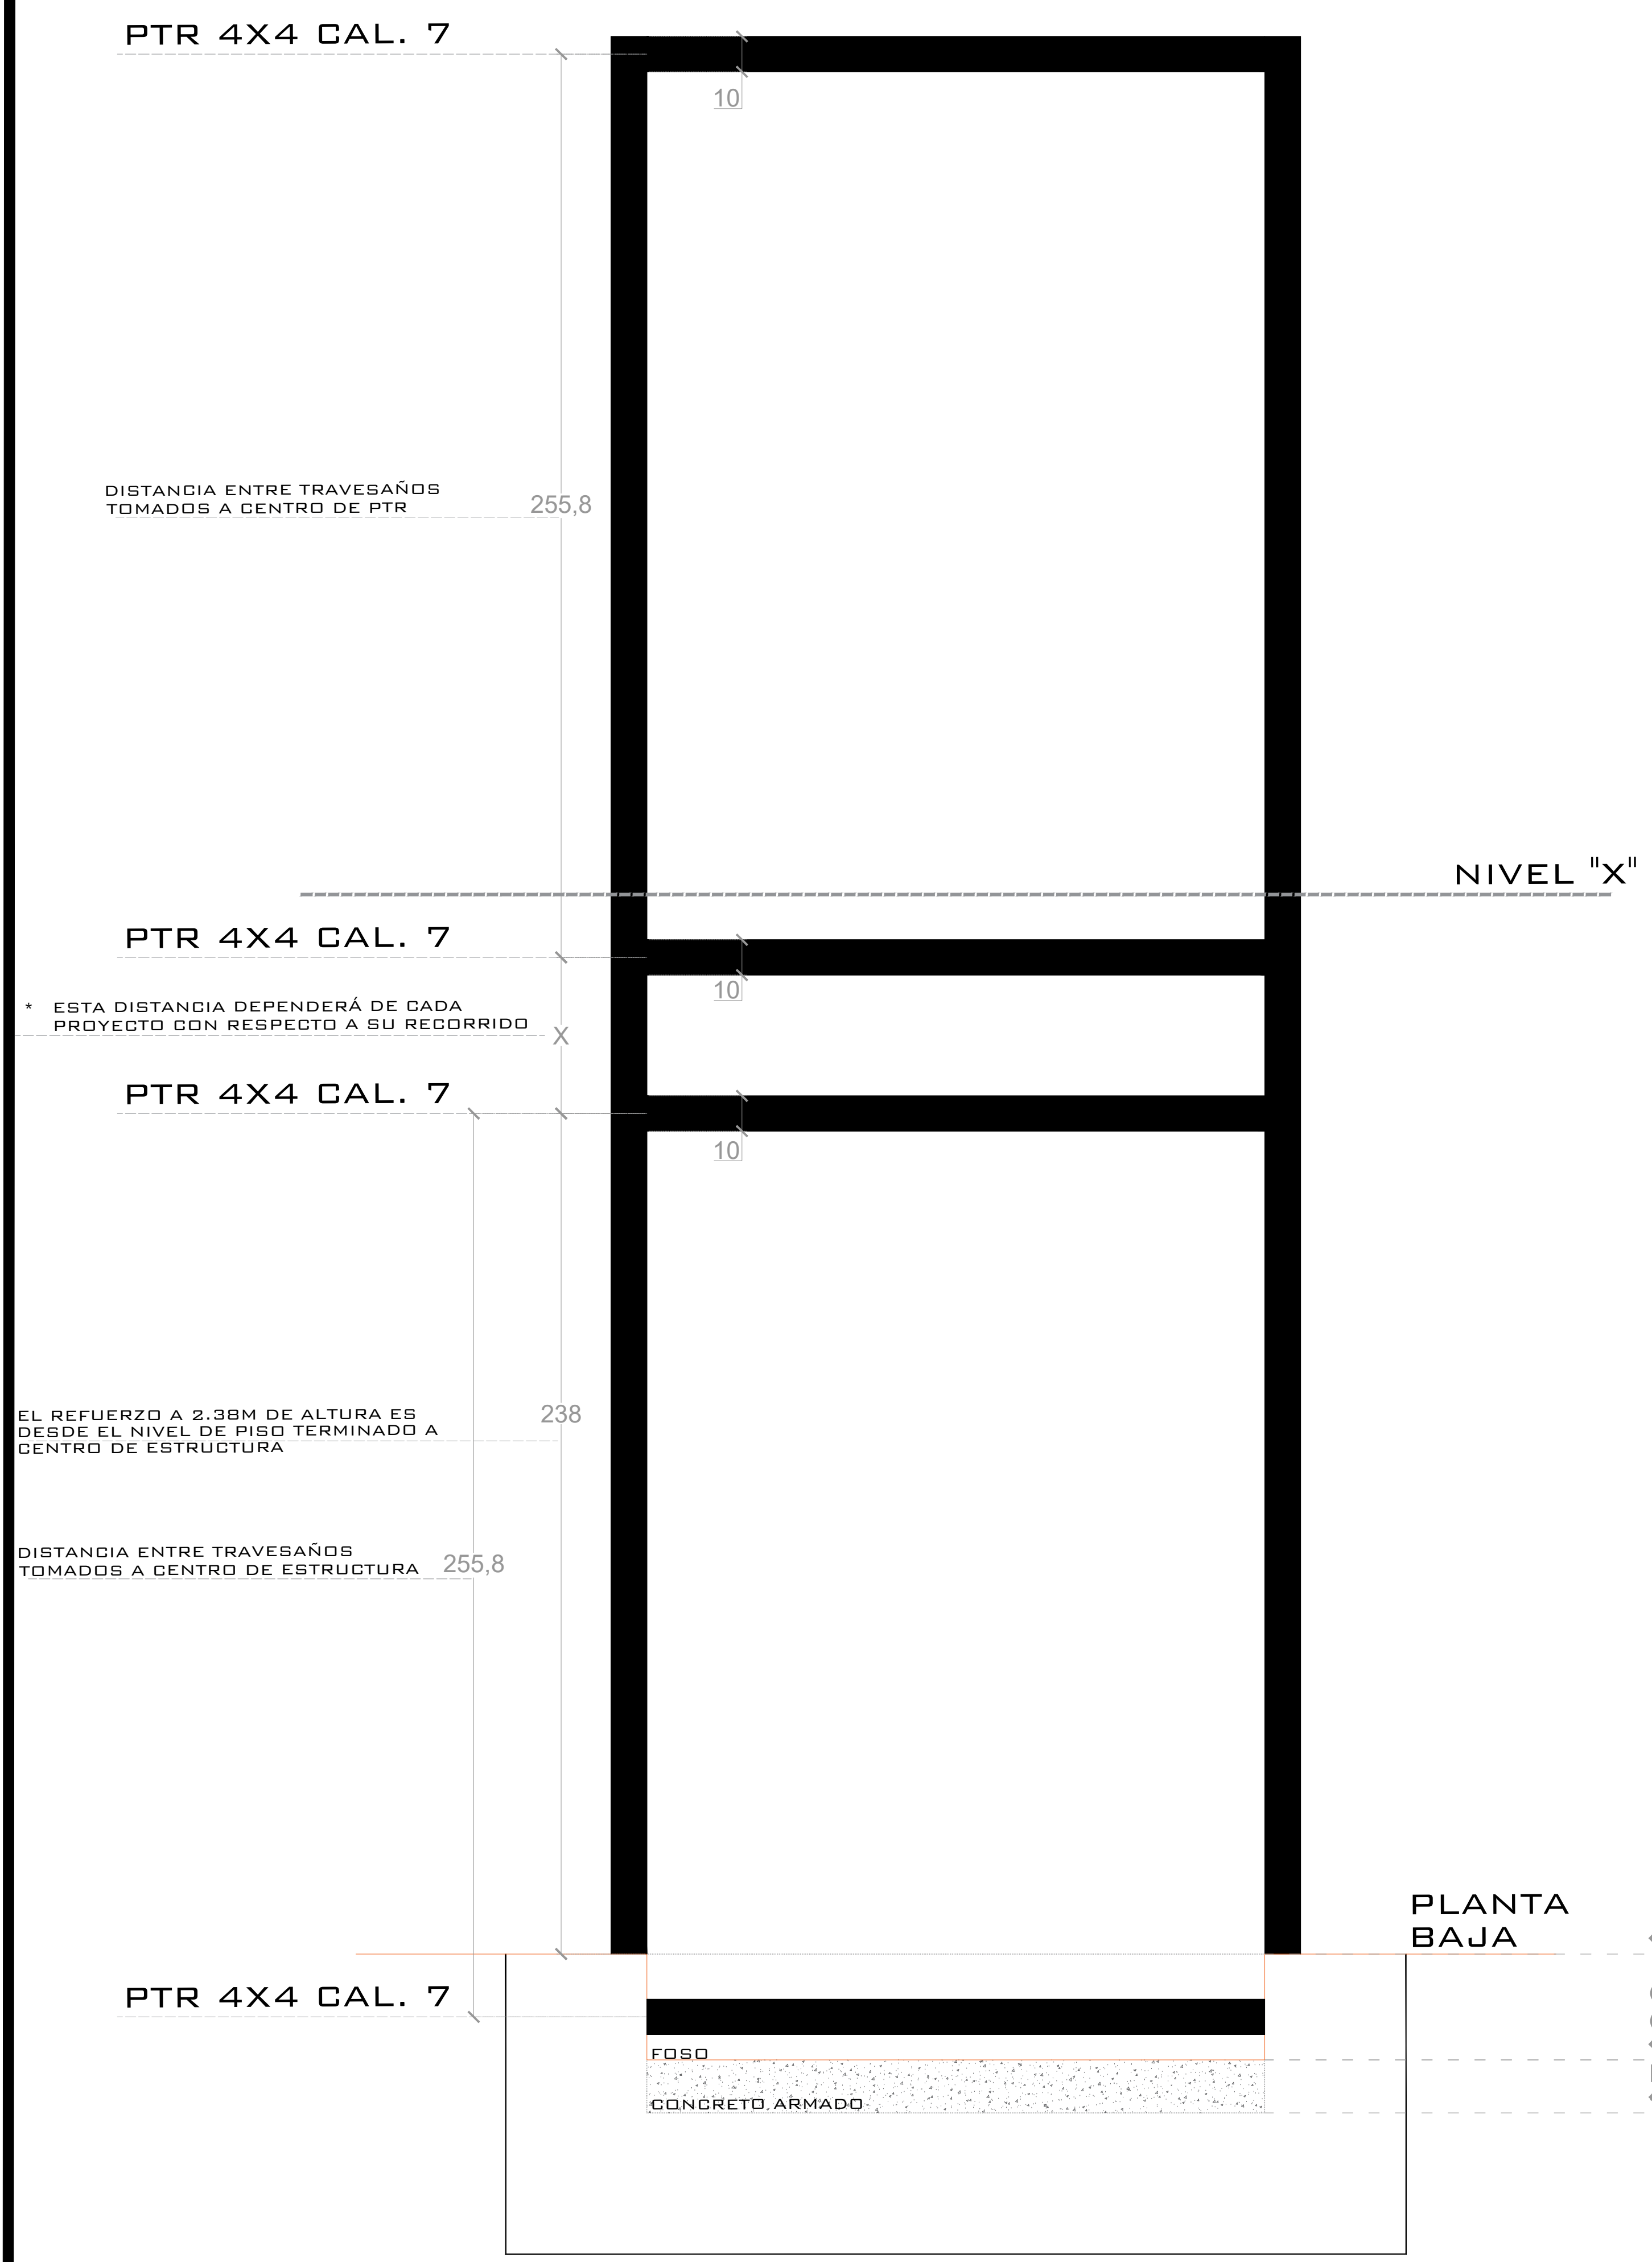 PTR 4X4 CAL. 7
10
DISTANCIA ENTRE TRAVESAÑOS
TOMADOS A CENTRO DE PTR
255,8
NIVEL "X"
PTR 4X4 CAL. 7
10
* ESTA DISTANCIA DEPENDERÁ DE CADA
PROYECTO CON RESPECTO A SU RECORRIDO
X
PTR 4X4 CAL. 7
10
EL REFUERZO A 2.38M DE ALTURA ES
DESDE EL NIVEL DE PISO TERMINADO A
CENTRO DE ESTRUCTURA
238
DISTANCIA ENTRE TRAVESAÑOS
TOMADOS A CENTRO DE ESTRUCTURA
255,8
PLANTA
BAJA
PTR 4X4 CAL. 7
FOSO
CONCRETO ARMADO